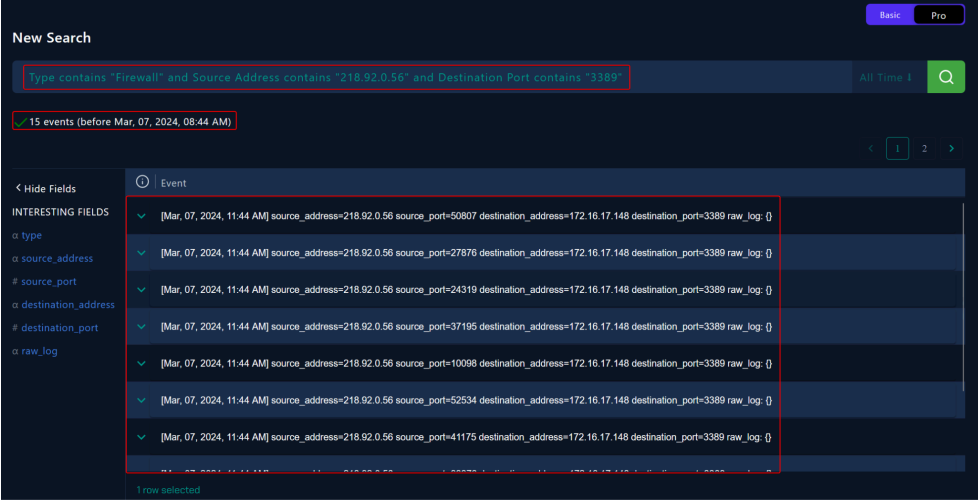 Basic Pro
New Search
Type contains "Firewall" and Source Address contains "218.92.0.56" and Destination Port contains "3389" All Time
15 events (before Mar, 07, 2024, 08:44 AM)
< 1 2 >
Hide Fields
Event
INTERESTING FIELDS
α type
α source_address
# source_port
α destination_address
# destination_port
α raw_log
[Mar, 07, 2024, 11:44 AM] source_address=218.92.0.56 source_port=50807 destination_address=172.16.17.148 destination_port=3389 raw_log: {}
[Mar, 07, 2024, 11:44 AM] source_address=218.92.0.56 source_port=27876 destination_address=172.16.17.148 destination_port=3389 raw_log: {}
[Mar, 07, 2024, 11:44 AM] source_address=218.92.0.56 source_port=24319 destination_address=172.16.17.148 destination_port=3389 raw_log: {}
[Mar, 07, 2024, 11:44 AM] source_address=218.92.0.56 source_port=37195 destination_address=172.16.17.148 destination_port=3389 raw_log: {}
[Mar, 07, 2024, 11:44 AM] source_address=218.92.0.56 source_port=10098 destination_address=172.16.17.148 destination_port=3389 raw_log: {}
[Mar, 07, 2024, 11:44 AM] source_address=218.92.0.56 source_port=52534 destination_address=172.16.17.148 destination_port=3389 raw_log: {}
[Mar, 07, 2024, 11:44 AM] source_address=218.92.0.56 source_port=41175 destination_address=172.16.17.148 destination_port=3389 raw_log: {}
1 row selected